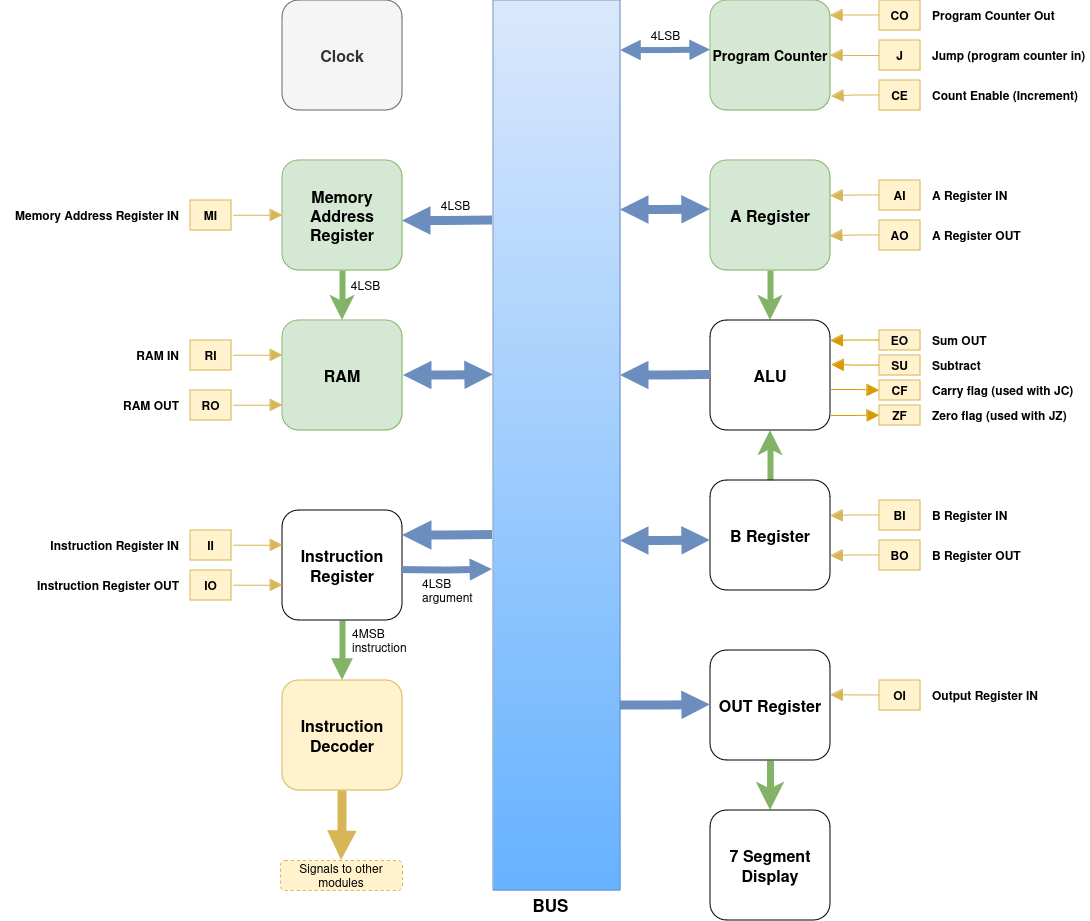 Clock
4LSB
Program Counter
CO
Program Counter Out
J
Jump (program counter in)
CE
Count Enable (Increment)
Memory Address Register IN
MI
Memory
Address
Register
4LSB
4LSB
A Register
AI
A Register IN
AO
A Register OUT
RAM IN
RI
RAM OUT
RO
RAM
ALU
EO
Sum OUT
SU
Subtract
CF
Carry flag (used with JC)
ZF
Zero flag (used with JZ)
Instruction Register IN
II
Instruction Register OUT
IO
Instruction
Register
4LSB
argument
4MSB
instruction
B Register
BI
B Register IN
BO
B Register OUT
Instruction
Decoder
OUT Register
OI
Output Register IN
Signals to other
modules
7 Segment
Display
BUS